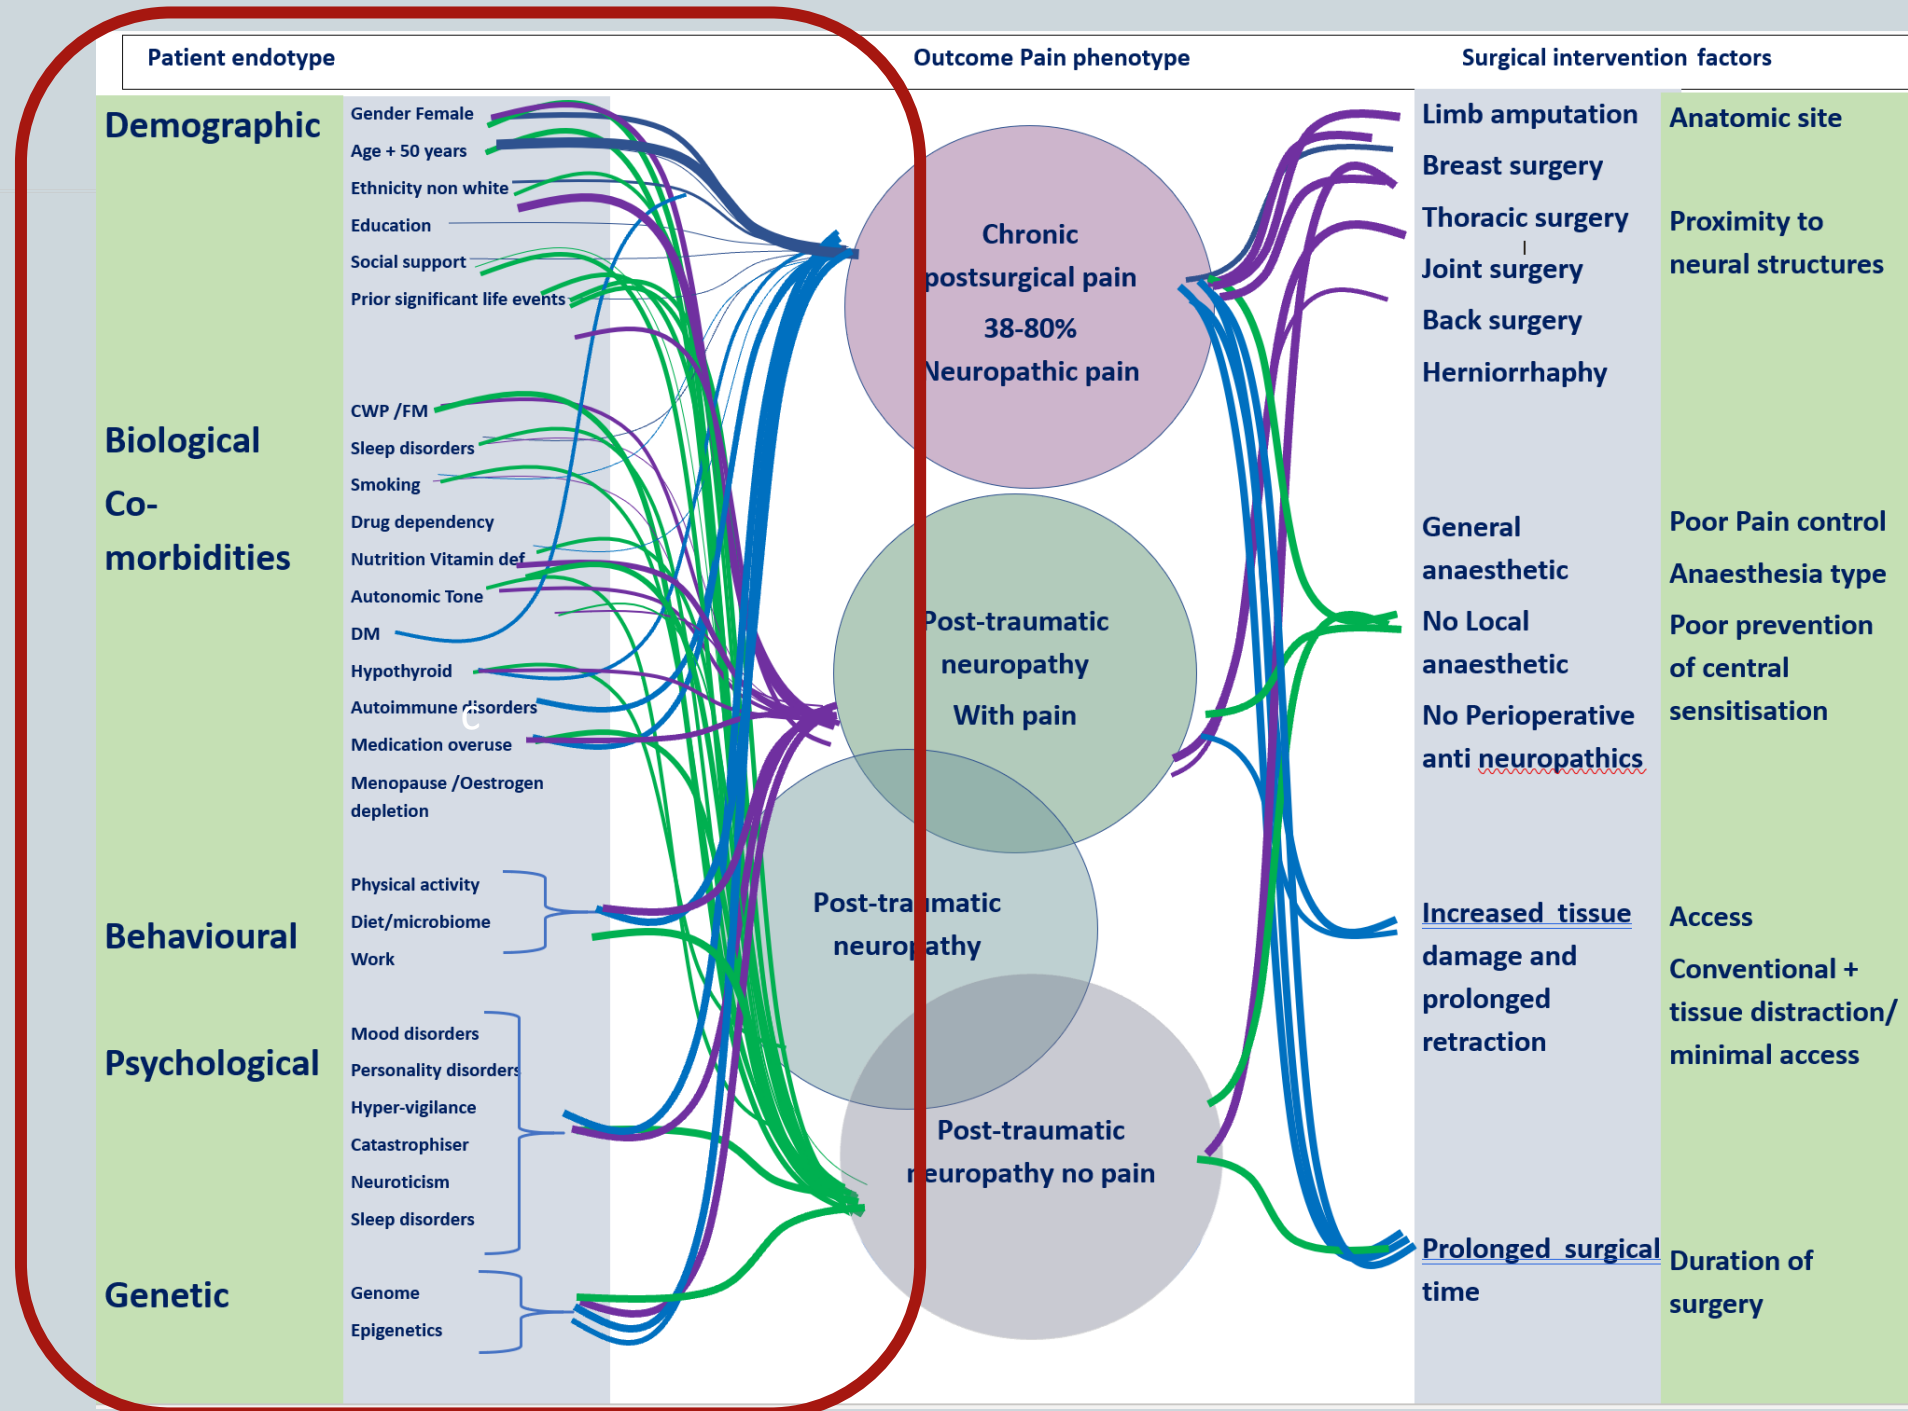 Patient endotype
Outcome Pain phenotype
Surgical intervention factors
Demographic
Gender Female
Age + 50 years
Ethnicity non white
Education
Social support
Prior significant life events
Biological
Co-
morbidities
CWP /FM
Sleep disorders
Smoking
Drug dependency
Nutrition Vitamin def
Autonomic Tone
DM
Hypothyroid
Autoimmune disorders
C
Medication overuse
Menopause /Oestrogen
depletion
Behavioural
Physical activity
Diet/microbiome
Work
Psychological
Mood disorders
Personality disorders
Hyper-vigilance
Catastrophiser
Neuroticism
Sleep disorders
Genetic
Genome
Epigenetics
Chronic
postsurgical pain
38-80%
Neuropathic pain
Post-traumatic
neuropathy
With pain
Post-traumatic
neuropathy
Post-traumatic
neuropathy no pain
Limb amputation
Breast surgery
Thoracic surgery
Joint surgery
Back surgery
Herniorrhaphy
General
anaesthetic
No Local
anaesthetic
No Perioperative
anti neuropathics
Increased tissue
damage and
prolonged
retraction
Prolonged surgical
time
Anatomic site
Proximity to
neural structures
Poor Pain control
Anaesthesia type
Poor prevention
of central
sensitisation
Access
Conventional +
tissue distraction/
minimal access
Duration of
surgery